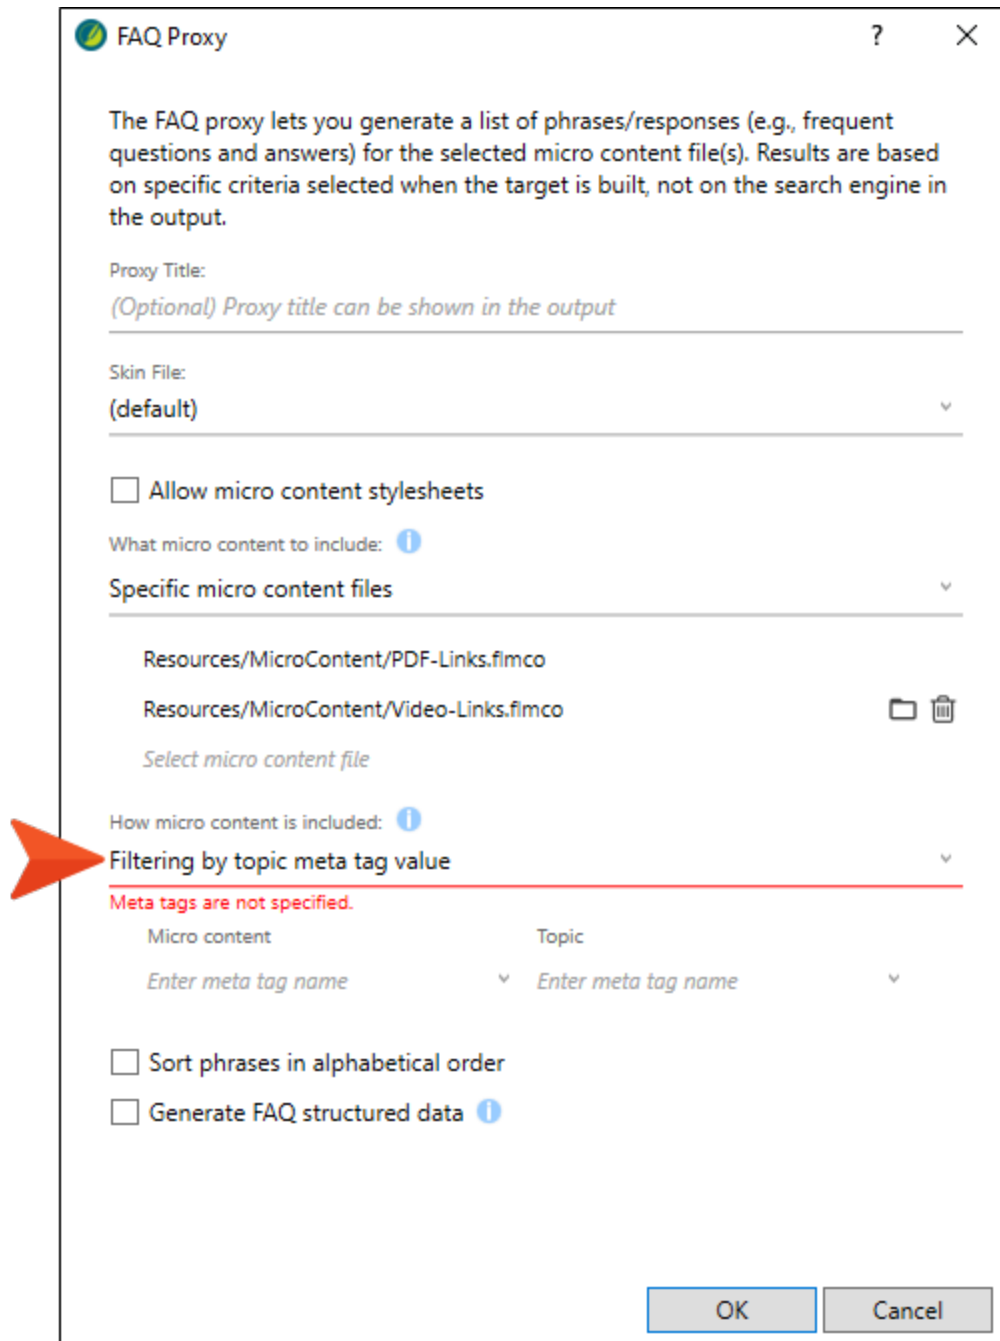 FAQ Proxy ?
The FAQ proxy lets you generate a list of phrases/responses (e.g., frequent
questions and answers) for the selected micro content file(s). Results are based
on specific criteria selected when the target is built, not on the search engine in
the output.
Proxy Title:
(Optional) Proxy title can be shown in the output
Skin File:
(default)
Allow micro content stylesheets
What micro content to include:
Specific micro content files
Resources/MicroContent/PDF-Links.flmco
Resources/MicroContent/Video-Links.flmco
Select micro content file
How micro content is included:
Filtering by topic meta tag value
Meta tags are not specified.
Micro content Topic
Enter meta tag name Enter meta tag name
Sort phrases in alphabetical order
Generate FAQ structured data
OK Cancel